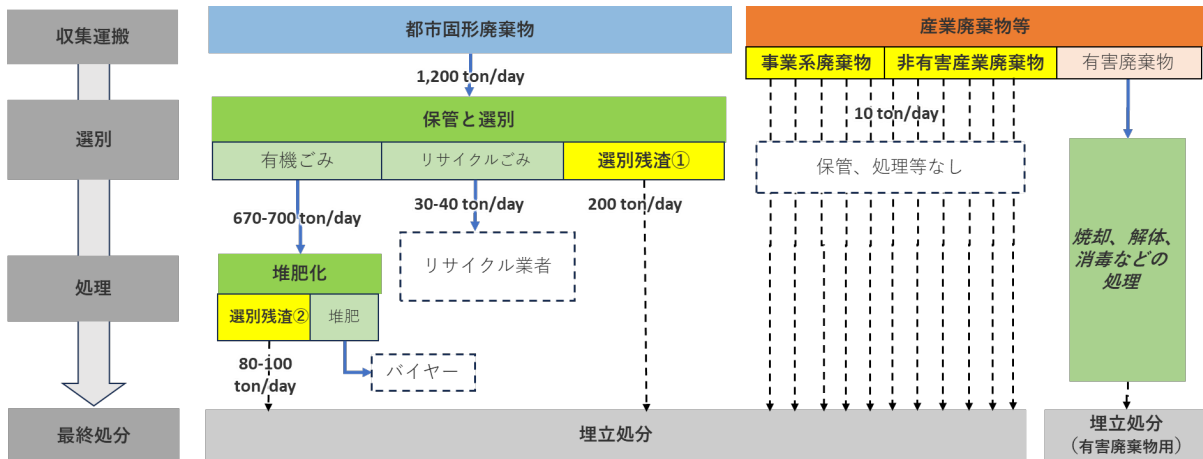 収集運搬
選別
処理
最終処分
都市固形廃棄物
1,200 ton/day
保管と選別
有機ごみ
リサイクルごみ
選別残渣①
670-700 ton/day
30-40 ton/day
200 ton/day
リサイクル業者
堆肥化
選別残渣②
堆肥
80-100
ton/day
バイヤー
埋立処分
産業廃棄物等
事業系廃棄物
非有害産業廃棄物
有害廃棄物
10 ton/day
保管、処理等なし
焼却、解体、
消毒などの
処理
埋立処分
（有害廃棄物用）